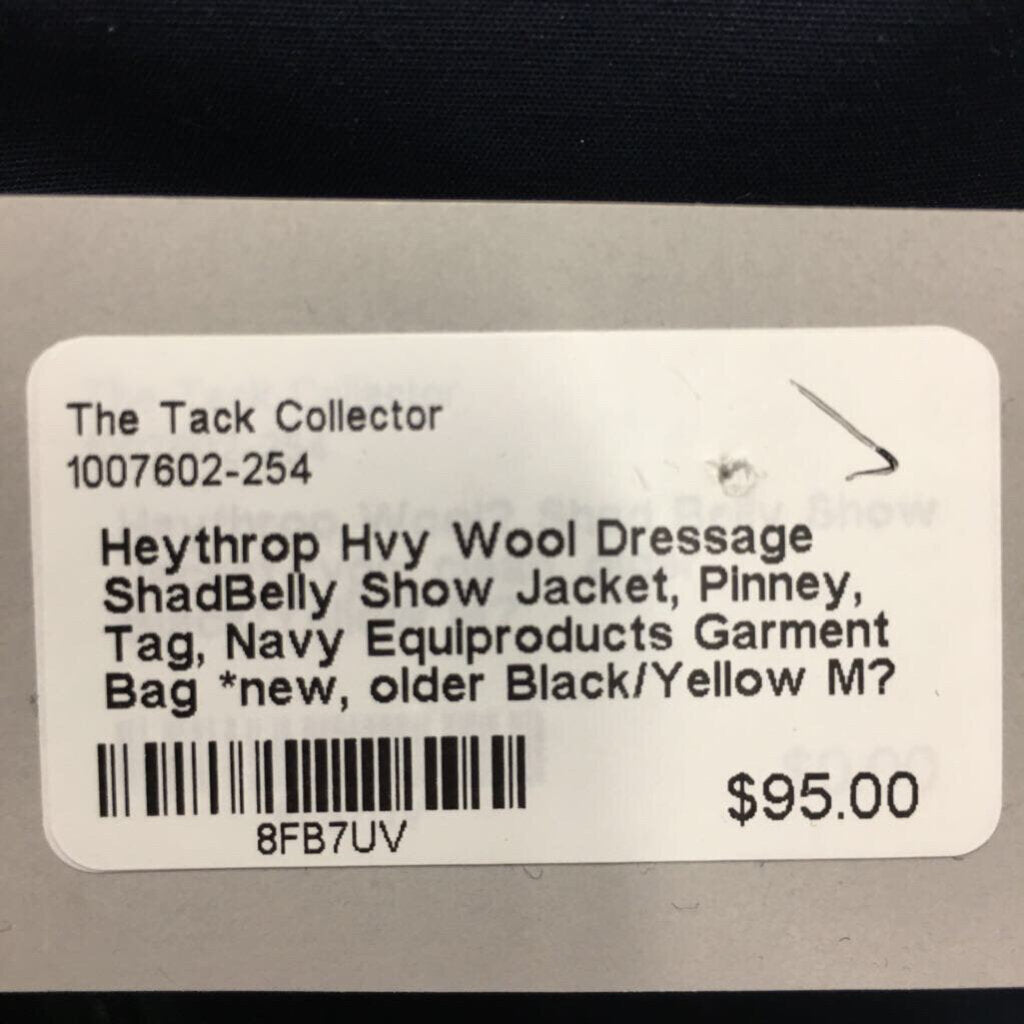 The Tack Collector
1007602-254
Heythrop Hvy Wool Dressage
ShadBelly Show Jacket, Pinney,
Tag, Navy Equiproducts Garment
Bag *new, older Black/Yellow M?
8FB7UV
$95.00